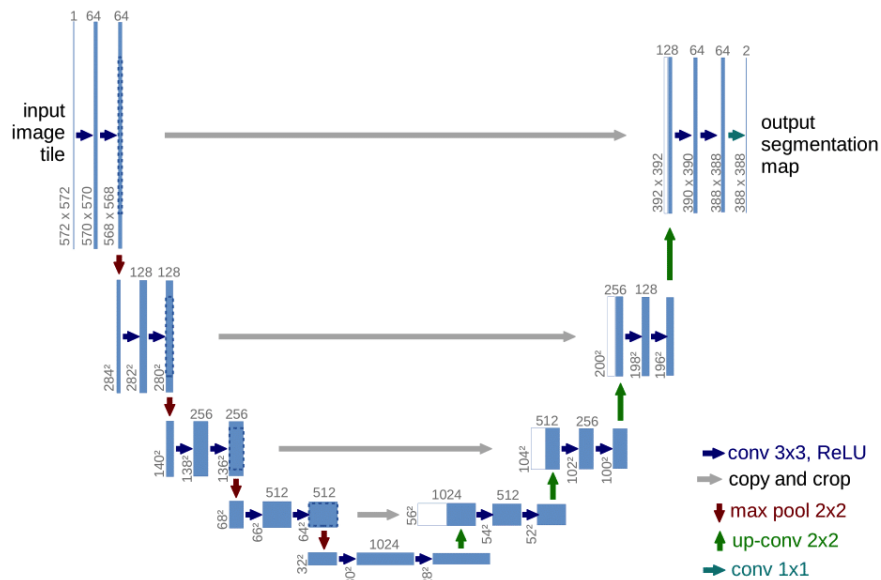 1 64 64
128 64 64 2
input
image
tile
output
segmentation
map
572 x 572
570 x 570
568 x 568
392 x 392
390 x 390
388 x 388
388 x 388
128 128
256 128
284²
282²
280²
200²
198²
196²
256 256
512 256
140²
138²
136²
104²
102²
100²
512 512
1024 512
68²
66²
64²
56²
54²
52²
1024
32²
conv 3x3, ReLU
copy and crop
max pool 2x2
up-conv 2x2
conv 1x1